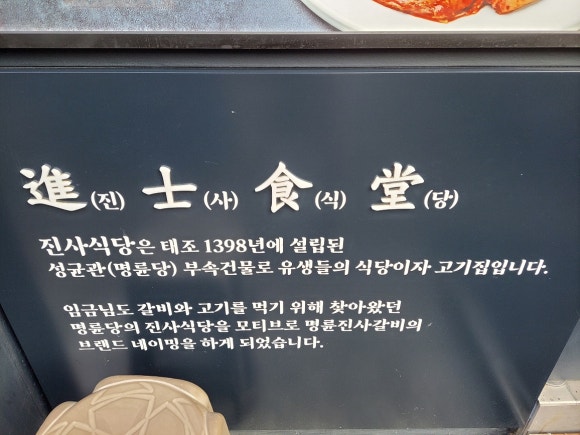 進(진) 士(사) 食(식) 堂(당)
진사식당은 태조 1398년에 설립된
성균관(명륜당) 부속건물로 유생들의 식당이자 고기집입니다.
임금님도 갈비와 고기를 먹기 위해 찾아왔던
명륜당의 진사식당을 모티브로 명륜진사갈비의
브랜드 네이밍을 하게 되었습니다.